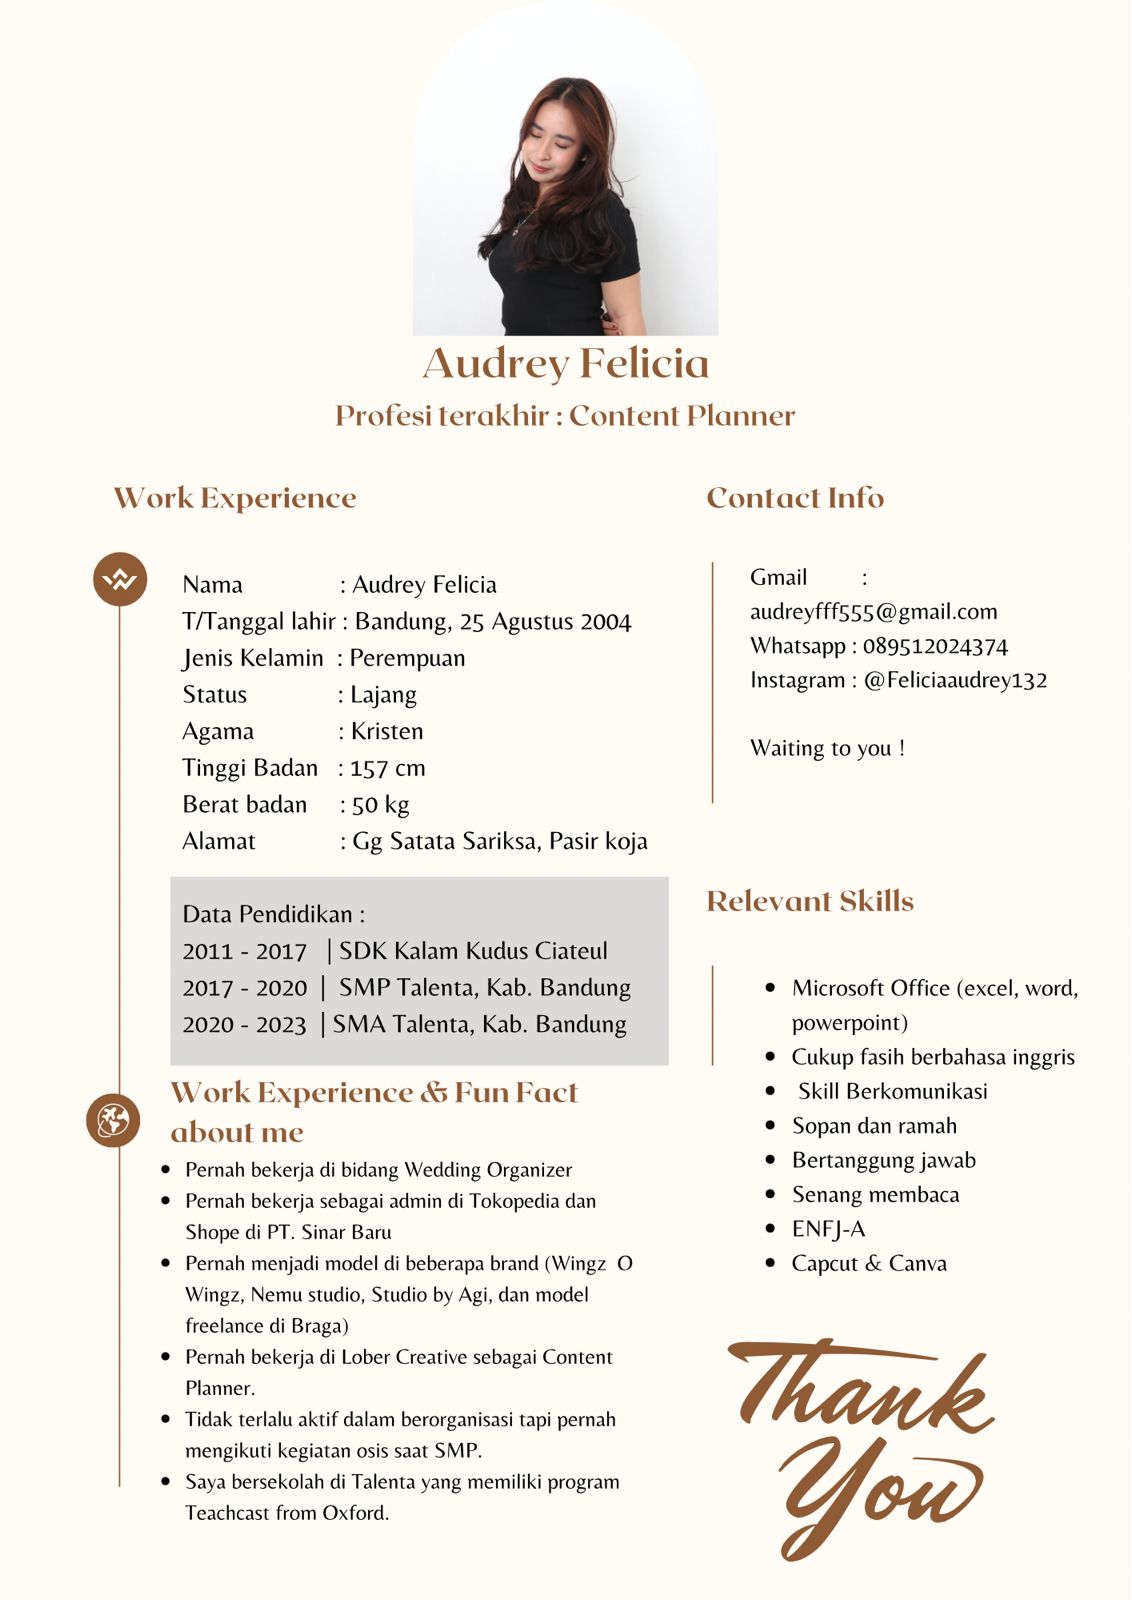 Audrey Felicia
Profesi terakhir : Content Planner
Work Experience
Nama : Audrey Felicia
T/Tanggal lahir : Bandung, 25 Agustus 2004
Jenis Kelamin : Perempuan
Status : Lajang
Agama : Kristen
Tinggi Badan : 157 cm
Berat badan : 50 kg
Alamat : Gg Satata Sariksa, Pasir koja
Data Pendidikan :
2011 - 2017 | SDK Kalam Kudus Ciateul
2017 - 2020 | SMP Talenta, Kab. Bandung
2020 - 2023 | SMA Talenta, Kab. Bandung
Work Experience & Fun Fact
about me
• Pernah bekerja di bidang Wedding Organizer
• Pernah bekerja sebagai admin di Tokopedia dan
Shope di PT. Sinar Baru
• Pernah menjadi model di beberapa brand (Wingz O
Wingz, Nemu studio, Studio by Agi, dan model
freelance di Braga)
• Pernah bekerja di Lober Creative sebagai Content
Planner.
• Tidak terlalu aktif dalam berorganisasi tapi pernah
mengikuti kegiatan osis saat SMP.
• Saya bersekolah di Talenta yang memiliki program
Teachcast from Oxford.
Contact Info
Gmail :
audreyfff555@gmail.com
Whatsapp : 089512024374
Instagram : @Feliciaaudrey132
Waiting to you !
Relevant Skills
• Microsoft Office (excel, word,
powerpoint)
• Cukup fasih berbahasa inggris
• Skill Berkomunikasi
• Sopan dan ramah
• Bertanggung jawab
• Senang membaca
• ENFJ-A
• Capcut & Canva
Thank
You